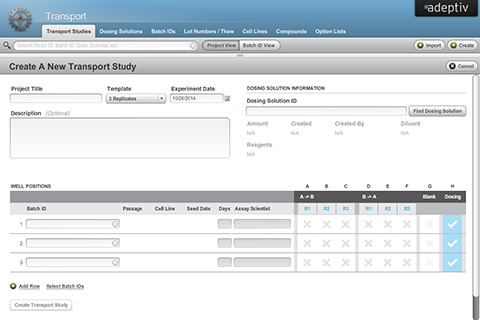 Transport
adeptiv
Transport Studies Dosing Solutions Batch IDs Lot Numbers / Thaw Cell Lines Compounds Option Lists
Search Study ID, Batch ID, Date, Scientist, etc. Project View Batch ID View Import Create
Create A New Transport Study Cancel
Project Title Template Experiment Date
3 Replicates 10/28/2014
Description (Optional)
DOSING SOLUTION INFORMATION
Dosing Solution ID
Find Dosing Solution
Amount Created Created By Diluent
N/A N/A N/A N/A
Reagents
N/A
WELL POSITIONS A B C D E F G H
A -> B B -> A Blank Dosing
Batch ID Passage Cell Line Seed Date Days Assay Scientist R1 R2 R3 R1 R2 R3
1
2
3
Add Row Select Batch IDs
Create Transport Study